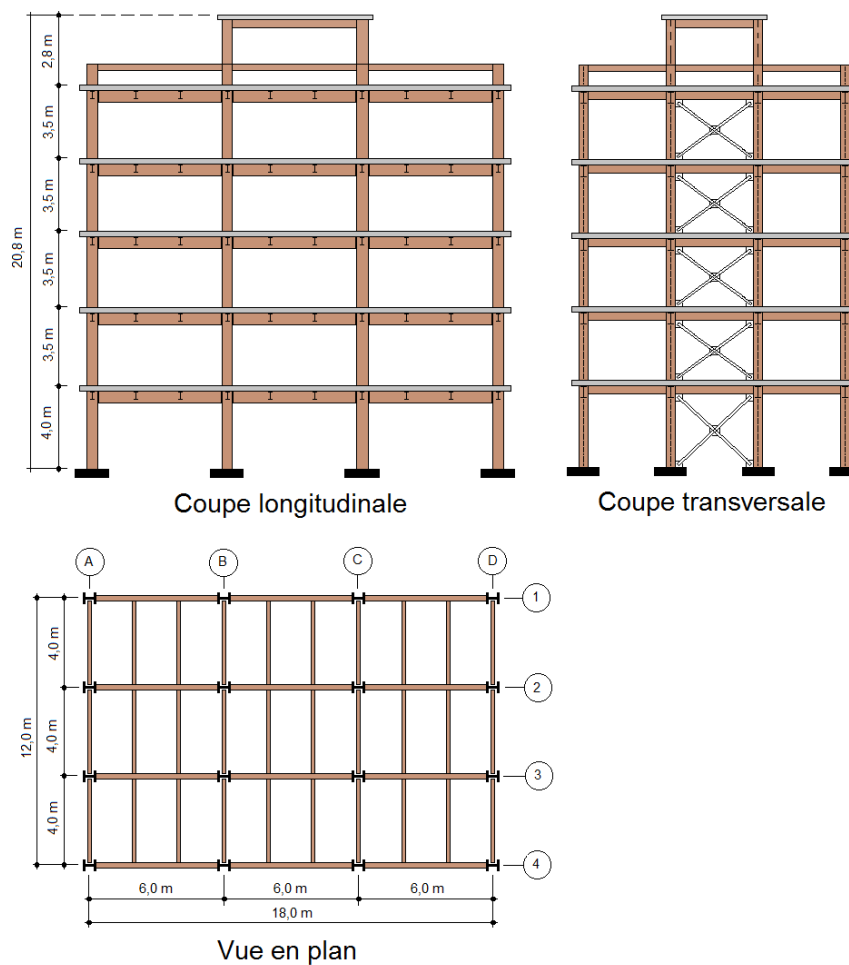 2,8 m
3,5 m
3,5 m
3,5 m
3,5 m
4,0 m
20,8 m
Coupe longitudinale
Coupe transversale
A
B
C
D
1
2
3
4
4,0 m
4,0 m
4,0 m
12,0 m
6,0 m
6,0 m
6,0 m
18,0 m
Vue en plan